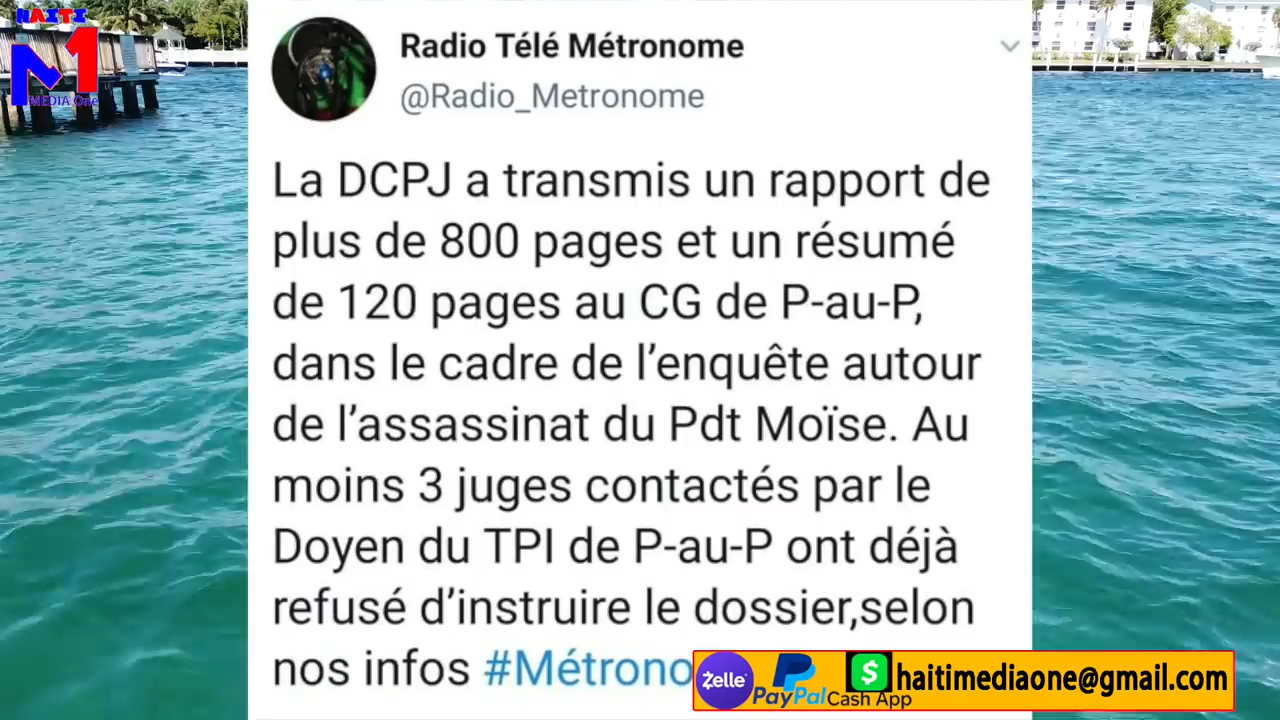 HAITI
M1
MEDIA One
Radio Télé Métronome
@Radio_Metronome
La DCPJ a transmis un rapport de
plus de 800 pages et un résumé
de 120 pages au CG de P-au-P,
dans le cadre de l'enquête autour
de l'assassinat du Pdt Moïse. Au
moins 3 juges contactés par le
Doyen du TPI de P-au-P ont déjà
refusé d'instruire le dossier,selon
nos infos #Métrono
Zelle PayPal $ Cash App haitimediaone@gmail.com